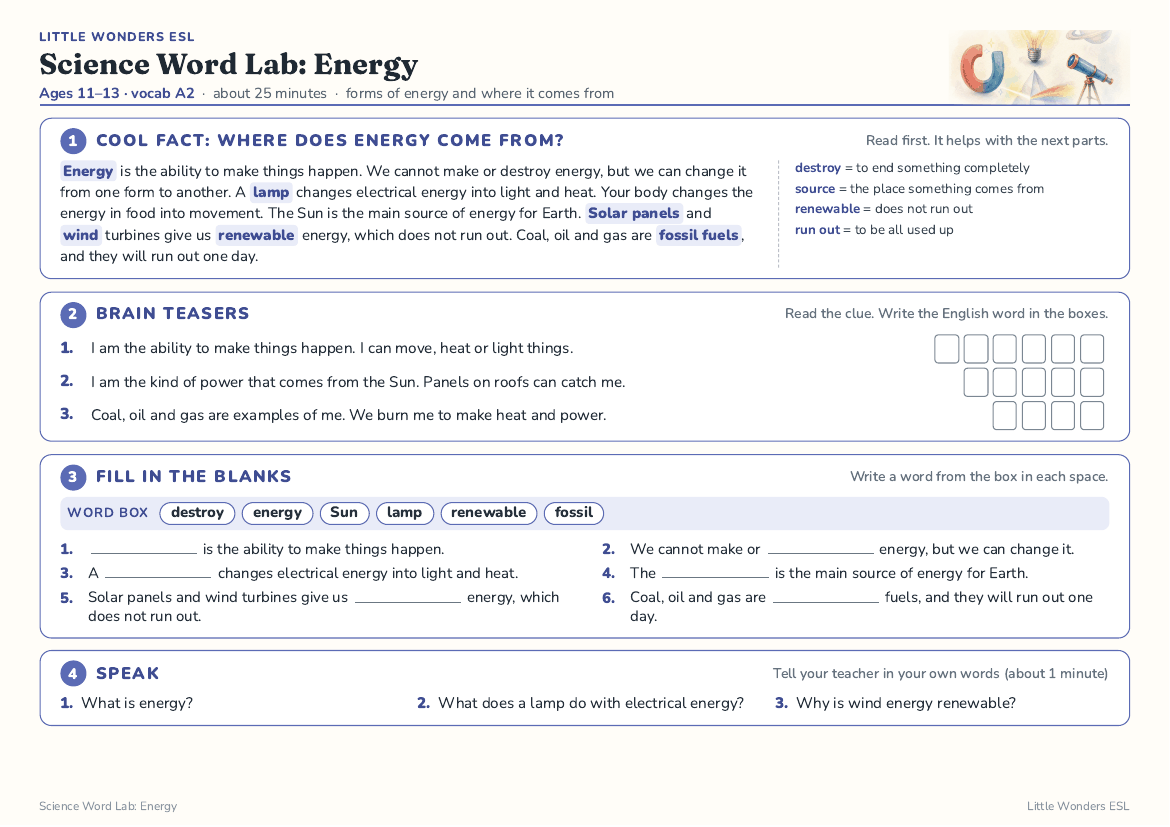 LITTLE WONDERS ESL
Science Word Lab: Energy
Ages 11–13 · vocab A2 · about 25 minutes · forms of energy and where it comes from
1 COOL FACT: WHERE DOES ENERGY COME FROM? Read first. It helps with the next parts.
Energy is the ability to make things happen. We cannot make or destroy energy, but we can change it
from one form to another. A lamp changes electrical energy into light and heat. Your body changes the
energy in food into movement. The Sun is the main source of energy for Earth. Solar panels and
wind turbines give us renewable energy, which does not run out. Coal, oil and gas are fossil fuels,
and they will run out one day.
destroy = to end something completely
source = the place something comes from
renewable = does not run out
run out = to be all used up
2 BRAIN TEASERS Read the clue. Write the English word in the boxes.
1. I am the ability to make things happen. I can move, heat or light things.
2. I am the kind of power that comes from the Sun. Panels on roofs can catch me.
3. Coal, oil and gas are examples of me. We burn me to make heat and power.
3 FILL IN THE BLANKS Write a word from the box in each space.
WORD BOX destroy energy Sun lamp renewable fossil
1. ______ is the ability to make things happen.
2. We cannot make or ______ energy, but we can change it.
3. A ______ changes electrical energy into light and heat.
4. The ______ is the main source of energy for Earth.
5. Solar panels and wind turbines give us ______ energy, which
does not run out.
6. Coal, oil and gas are ______ fuels, and they will run out one
day.
4 SPEAK Tell your teacher in your own words (about 1 minute)
1. What is energy?
2. What does a lamp do with electrical energy?
3. Why is wind energy renewable?
Science Word Lab: Energy
Little Wonders ESL